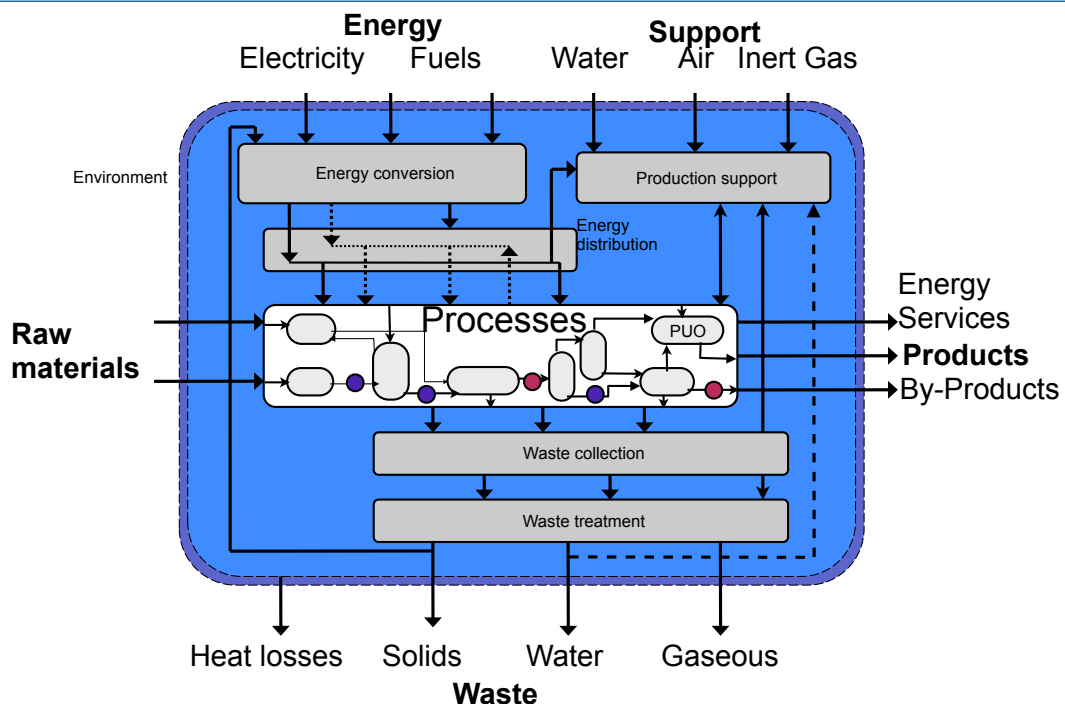 Energy
Support
Electricity
Fuels
Water
Air
Inert Gas
Environment
Energy conversion
Production support
Energy
distribution
Processes
PUO
Raw
materials
Energy
Services
Products
By-Products
Waste collection
Waste treatment
Heat losses
Solids
Water
Gaseous
Waste